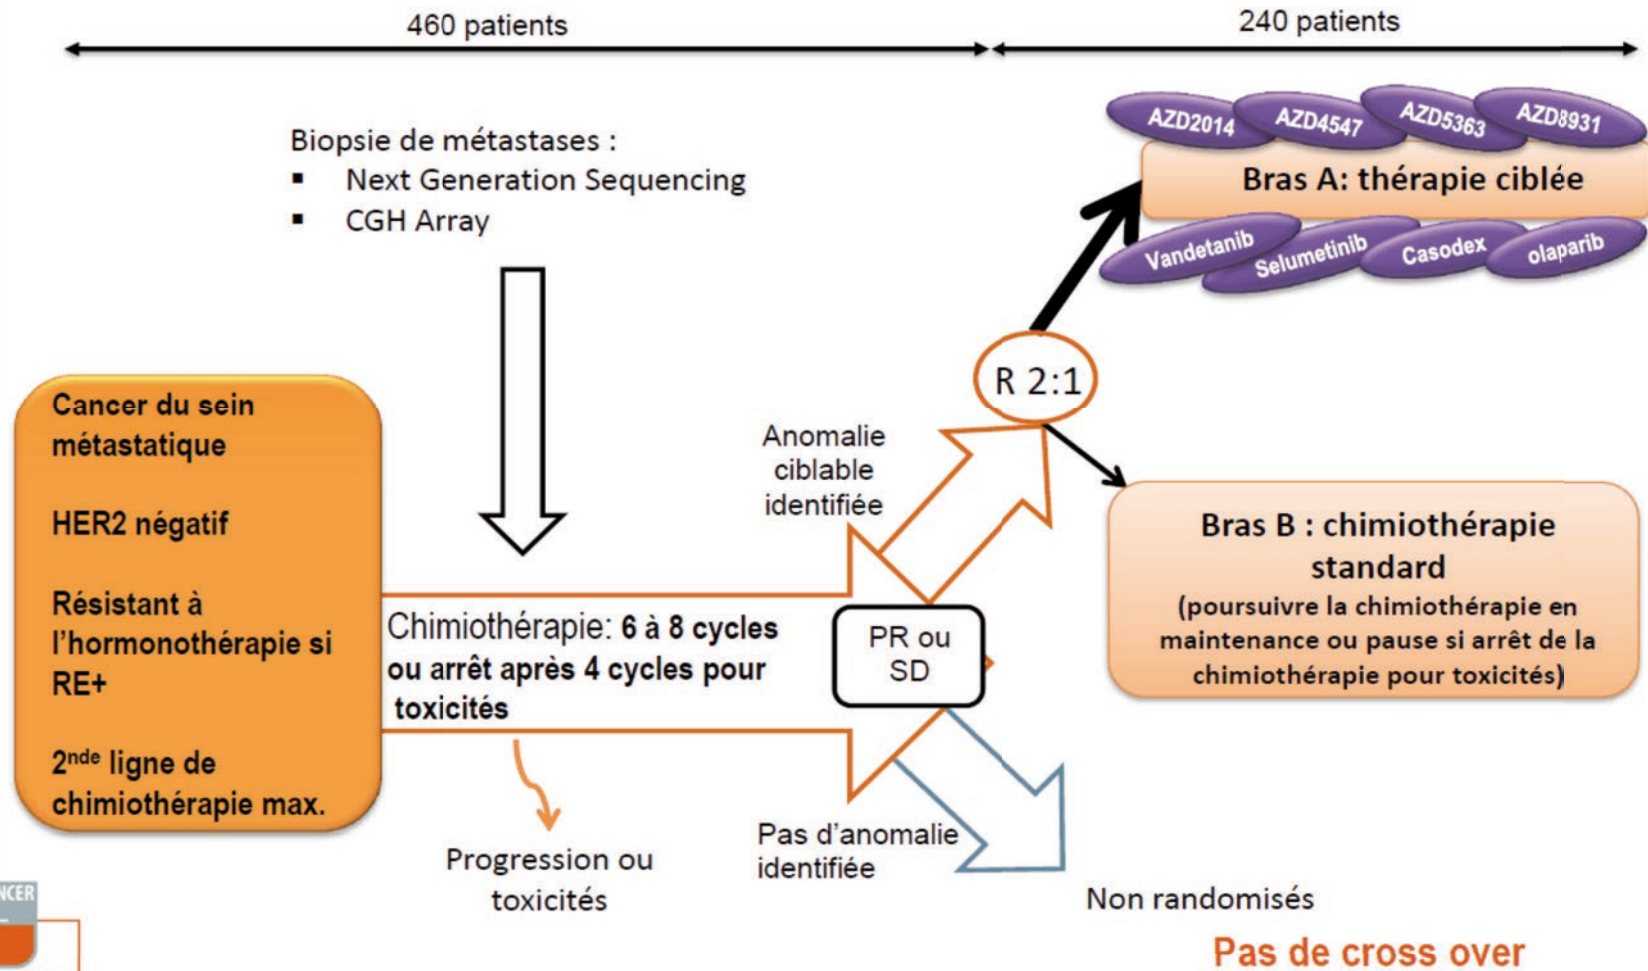 460 patients
240 patients
Biopsie de métastases :
▪ Next Generation Sequencing
▪ CGH Array
AZD2014
AZD4547
AZD5363
AZD8931
Bras A: thérapie ciblée
Vandetanib
Selumetinib
Casodex
olaparib
R 2:1
Cancer du sein
métastatique
HER2 négatif
Résistant à
l’hormonothérapie si
RE+
2nde ligne de
chimiothérapie max.
Chimiothérapie: 6 à 8 cycles
ou arrêt après 4 cycles pour
toxicités
Anomalie
ciblable
identifiée
PR ou
SD
Bras B : chimiothérapie
standard
(poursuivre la chimiothérapie en
maintenance ou pause si arrêt de la
chimiothérapie pour toxicités)
Progression ou
toxicités
Pas d’anomalie
identifiée
Non randomisés
Pas de cross over
NCER